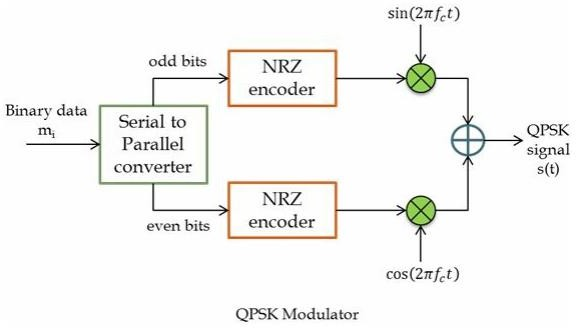 sin(2πf_ct)
odd bits
NRZ
encoder
Binary data
m_i
Serial to
Parallel
converter
QPSK
signal
s(t)
NRZ
encoder
even bits
cos(2πf_ct)
QPSK Modulator